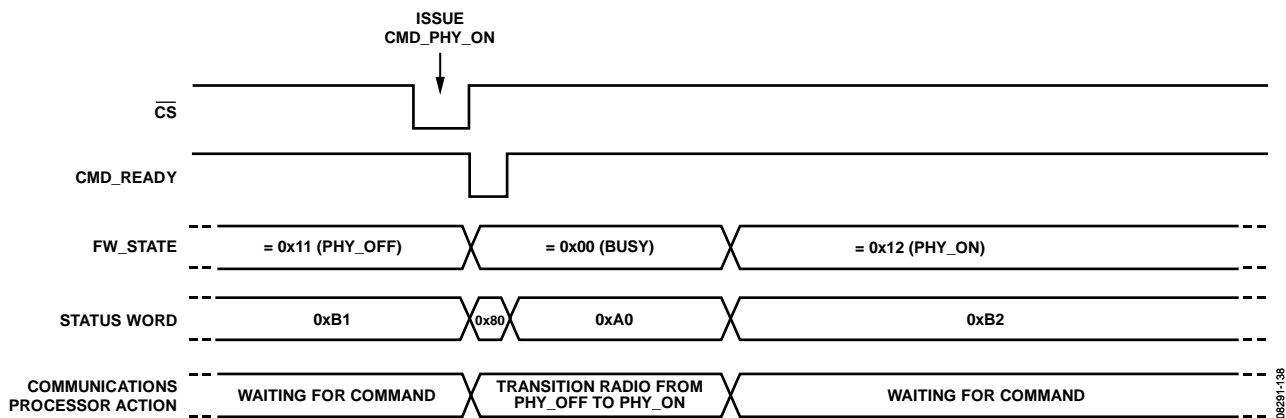 ISSUE
CMD_PHY_ON
CS
CMD_READY
FW_STATE
= 0x11 (PHY_OFF)
= 0x00 (BUSY)
= 0x12 (PHY_ON)
STATUS WORD
0xB1
0x80
0xA0
0xB2
COMMUNICATIONS
PROCESSOR ACTION
WAITING FOR COMMAND
TRANSITION RADIO FROM
PHY_OFF TO PHY_ON
WAITING FOR COMMAND
09291-138